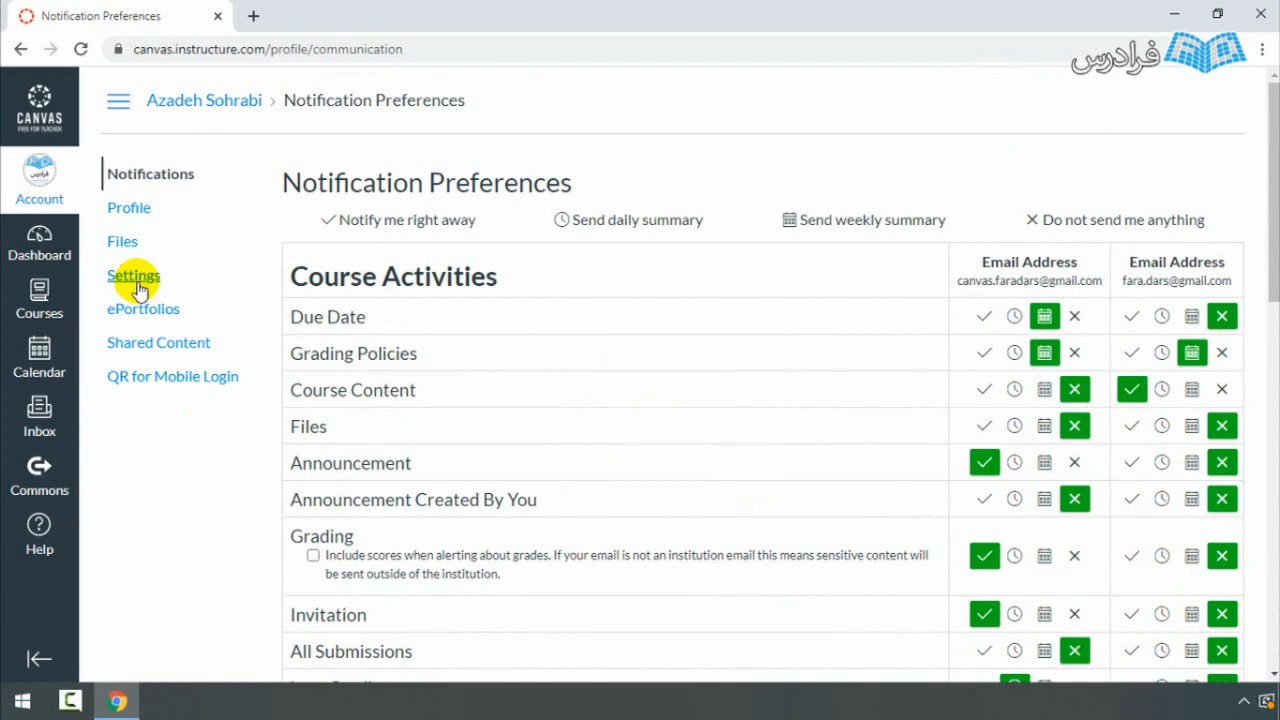 Notification Preferences
canvas.instructure.com/profile/communication
فرادرس
CANVAS
FREE FOR TEACHER
Account
Dashboard
Courses
Calendar
Inbox
Commons
Help
Azadeh Sohrabi › Notification Preferences
Notifications
Profile
Files
Settings
ePortfolios
Shared Content
QR for Mobile Login
Notification Preferences
Notify me right away Send daily summary Send weekly summary Do not send me anything
Course Activities
Email Address
canvas.faradars@gmail.com
Email Address
fara.dars@gmail.com
Due Date
Grading Policies
Course Content
Files
Announcement
Announcement Created By You
Grading
Include scores when alerting about grades. If your email is not an institution email this means sensitive content will
be sent outside of the institution.
Invitation
All Submissions